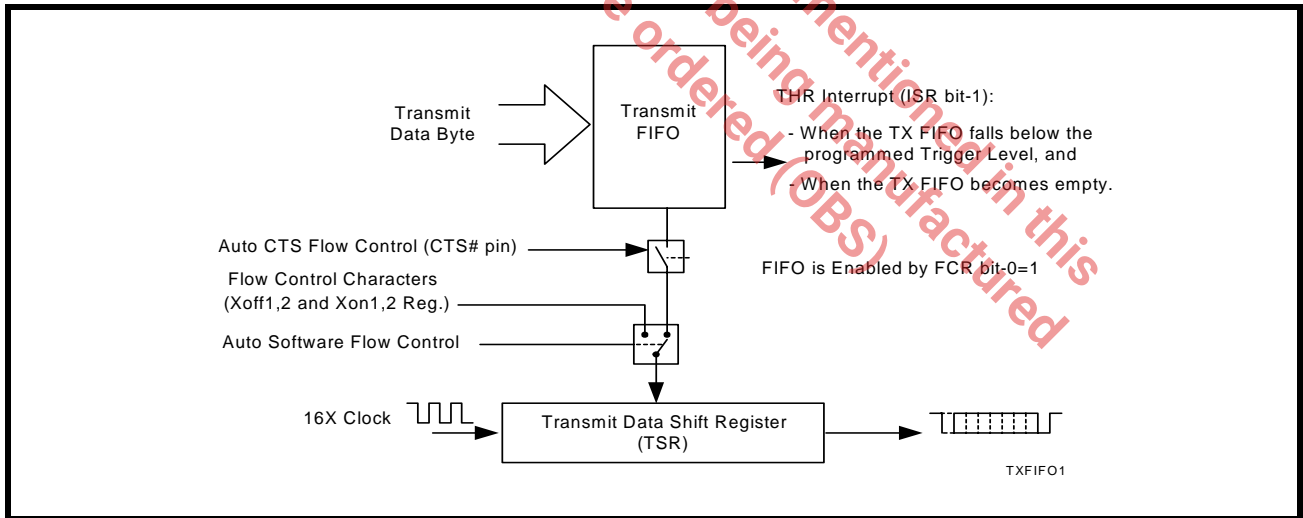 mentioned in this
being manufactured
e ordered (OBS)
Transmit
Data Byte
Transmit
FIFO
THR Interrupt (ISR bit-1):
- When the TX FIFO falls below the
programmed Trigger Level, and
- When the TX FIFO becomes empty.
Auto CTS Flow Control (CTS# pin)
Flow Control Characters
(Xoff1,2 and Xon1,2 Reg.)
Auto Software Flow Control
FIFO is Enabled by FCR bit-0=1
16X Clock
Transmit Data Shift Register
(TSR)
TXFIFO1